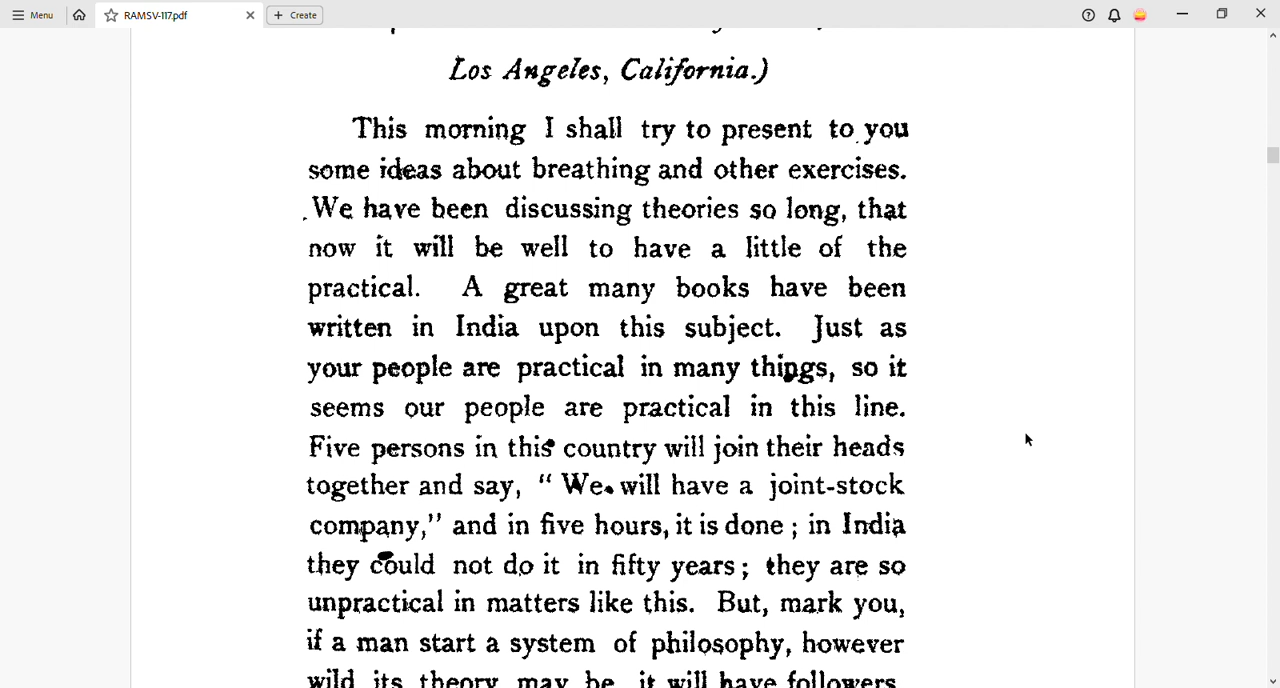 Menu
RAMSV-117.pdf
Create
Los Angeles, California.)
This morning I shall try to present to you
some ideas about breathing and other exercises.
We have been discussing theories so long, that
now it will be well to have a little of the
practical. A great many books have been
written in India upon this subject. Just as
your people are practical in many things, so it
seems our people are practical in this line.
Five persons in this country will join their heads
together and say, “ We will have a joint-stock
company,” and in five hours, it is done ; in India
they could not do it in fifty years ; they are so
unpractical in matters like this. But, mark you,
if a man start a system of philosophy, however
wild its theory may be, it will have followers.